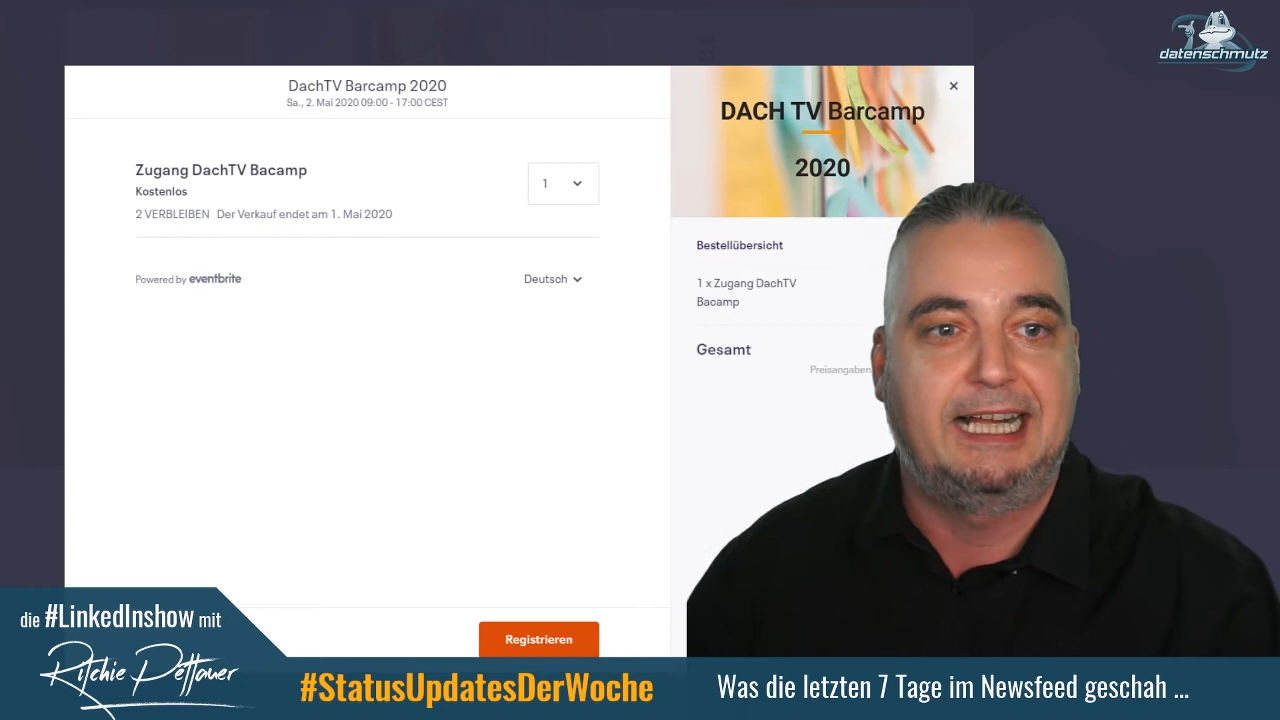 datenschmutz
DachTV Barcamp 2020
Sa., 2. Mai 2020 09:00 - 17:00 CEST
Zugang DachTV Bacamp
Kostenlos
1
2 VERBLEIBEN Der Verkauf endet am 1. Mai 2020
Powered by eventbrite
Deutsch
Registrieren
×
DACH TV Barcamp
2020
Bestellübersicht
1 x Zugang DachTV
Bacamp
Gesamt
Preisangaben
die #LinkedInshow mit
Ritchie Pettauer
#StatusUpdatesDerWoche
Was die letzten 7 Tage im Newsfeed geschah ...